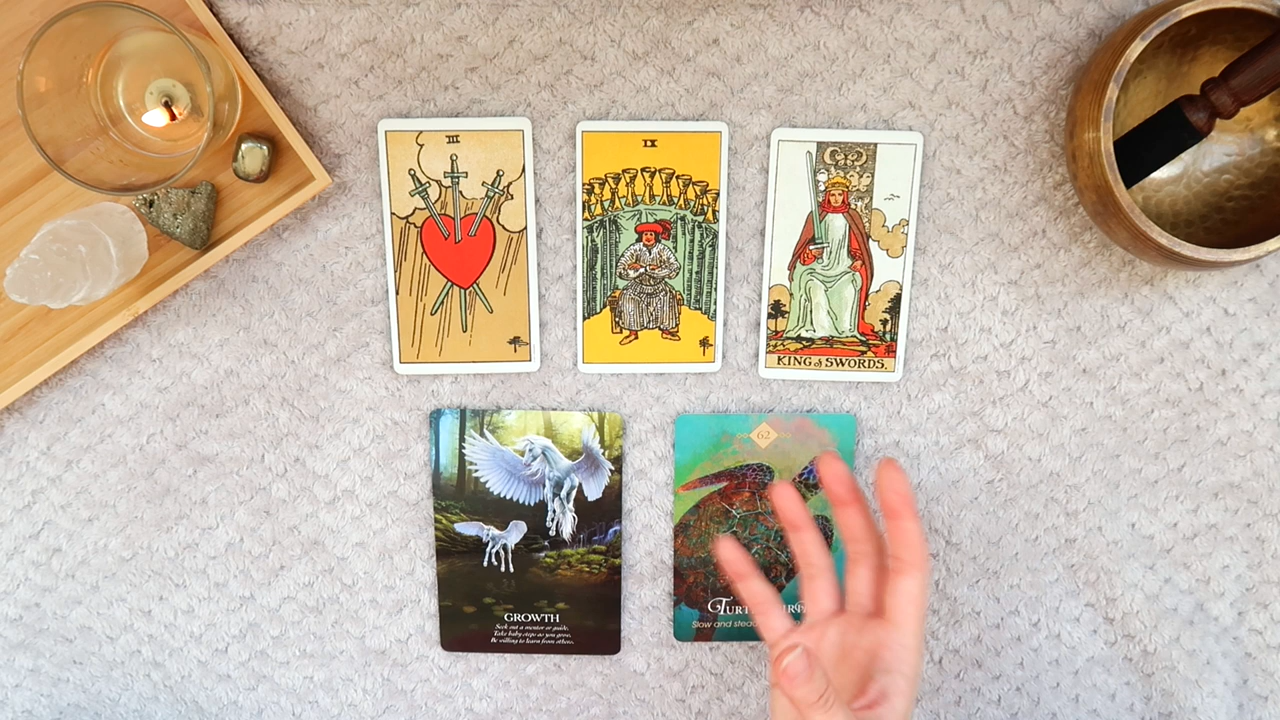 III
IX
KING of SWORDS.
GROWTH
Seek out a mentor or guide.
Take baby steps as you grow.
Be willing to learn from others.
62
Slow and